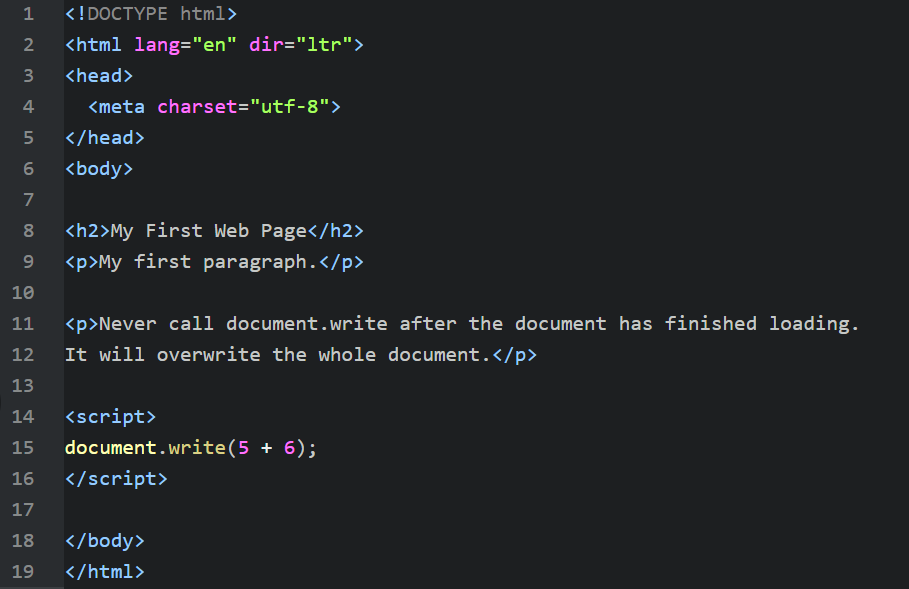 1 <!DOCTYPE html>
2 <html lang="en" dir="ltr">
3 <head>
4   <meta charset="utf-8">
5 </head>
6 <body>
7
8 <h2>My First Web Page</h2>
9 <p>My first paragraph.</p>
10
11 <p>Never call document.write after the document has finished loading.
12 It will overwrite the whole document.</p>
13
14 <script>
15 document.write(5 + 6);
16 </script>
17
18 </body>
19 </html>